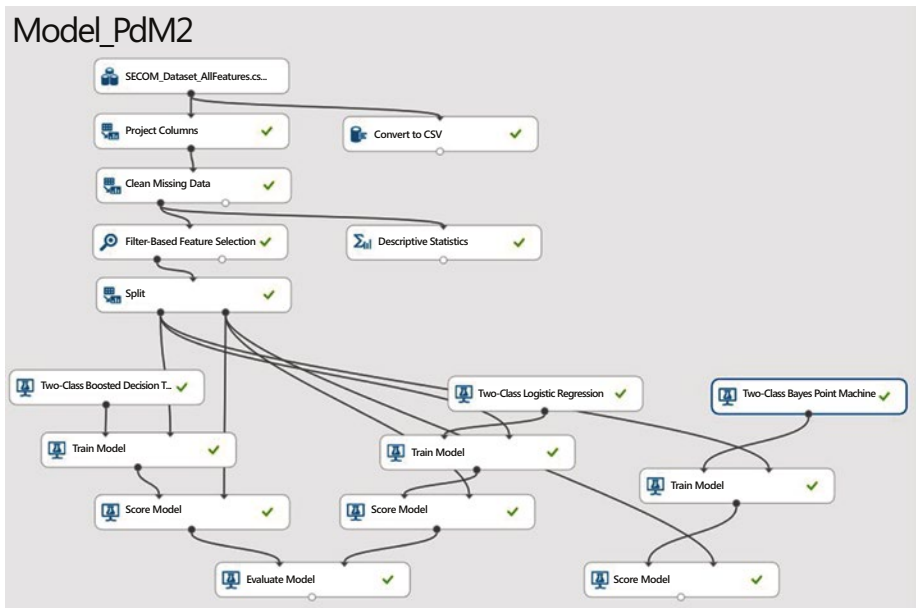 Model_PdM2
SECOM_Dataset_AllFeatures.cs...
Project Columns
Convert to CSV
Clean Missing Data
Filter-Based Feature Selection
Descriptive Statistics
Split
Two-Class Boosted Decision T...
Two-Class Logistic Regression
Two-Class Bayes Point Machine
Train Model
Train Model
Train Model
Score Model
Score Model
Evaluate Model
Score Model